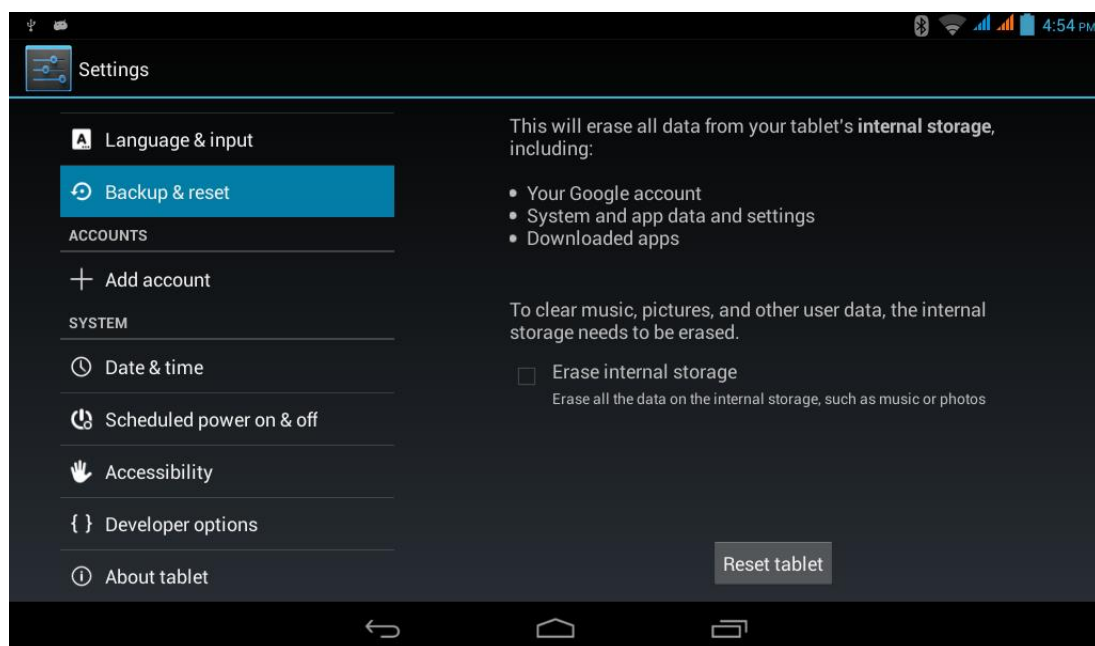 4:54 PM
Settings
Language & input
Backup & reset
ACCOUNTS
Add account
SYSTEM
Date & time
Scheduled power on & off
Accessibility
{ } Developer options
About tablet
This will erase all data from your tablet's internal storage,
including:
• Your Google account
• System and app data and settings
• Downloaded apps
To clear music, pictures, and other user data, the internal
storage needs to be erased.
Erase internal storage
Erase all the data on the internal storage, such as music or photos
Reset tablet